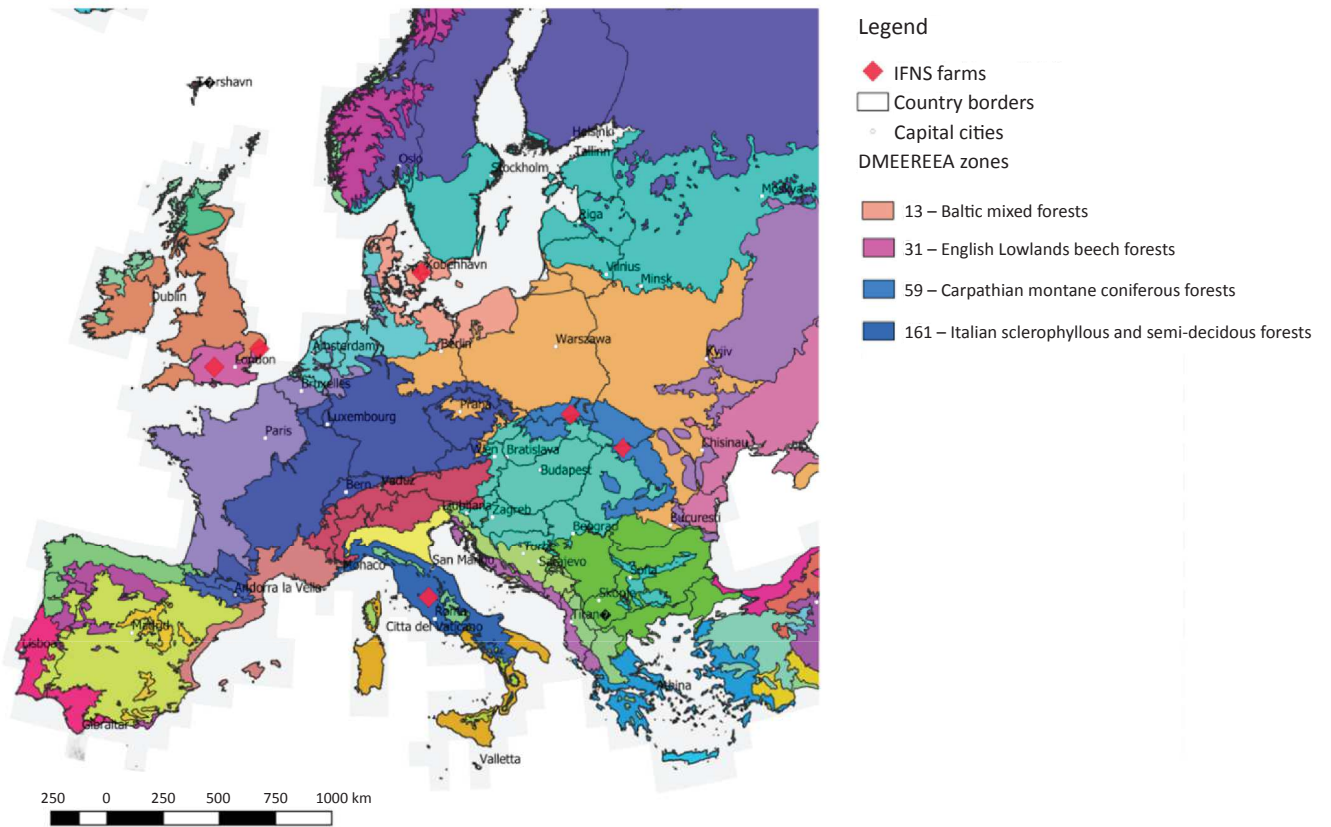 T�rshavn
Helsinki
Tallinn
Oslo
Stockholm
Moskva
Riga
København
Vilnius
Minsk
Dublin
Amsterdam
Berlin
Warszawa
London
Kyjiv
Bruxelles
Praha
Luxembourg
Paris
Chisinau
Wien
Bratislava
Budapest
Vaduz
Bern
Ljubljana
Zagreb
Bucuresti
Beograd
Monaco
San Marino
Sarajevo
Andorra la Vella
Sofia
Skopje
Roma
Citta del Vaticano
Titan�
Madrid
Lisboa
Athina
Gibraltar
Valletta
250 0 250 500 750 1000 km
Legend
IFNS farms
Country borders
Capital cities
DMEEREEA zones
13 – Baltic mixed forests
31 – English Lowlands beech forests
59 – Carpathian montane coniferous forests
161 – Italian sclerophyllous and semi-decidous forests